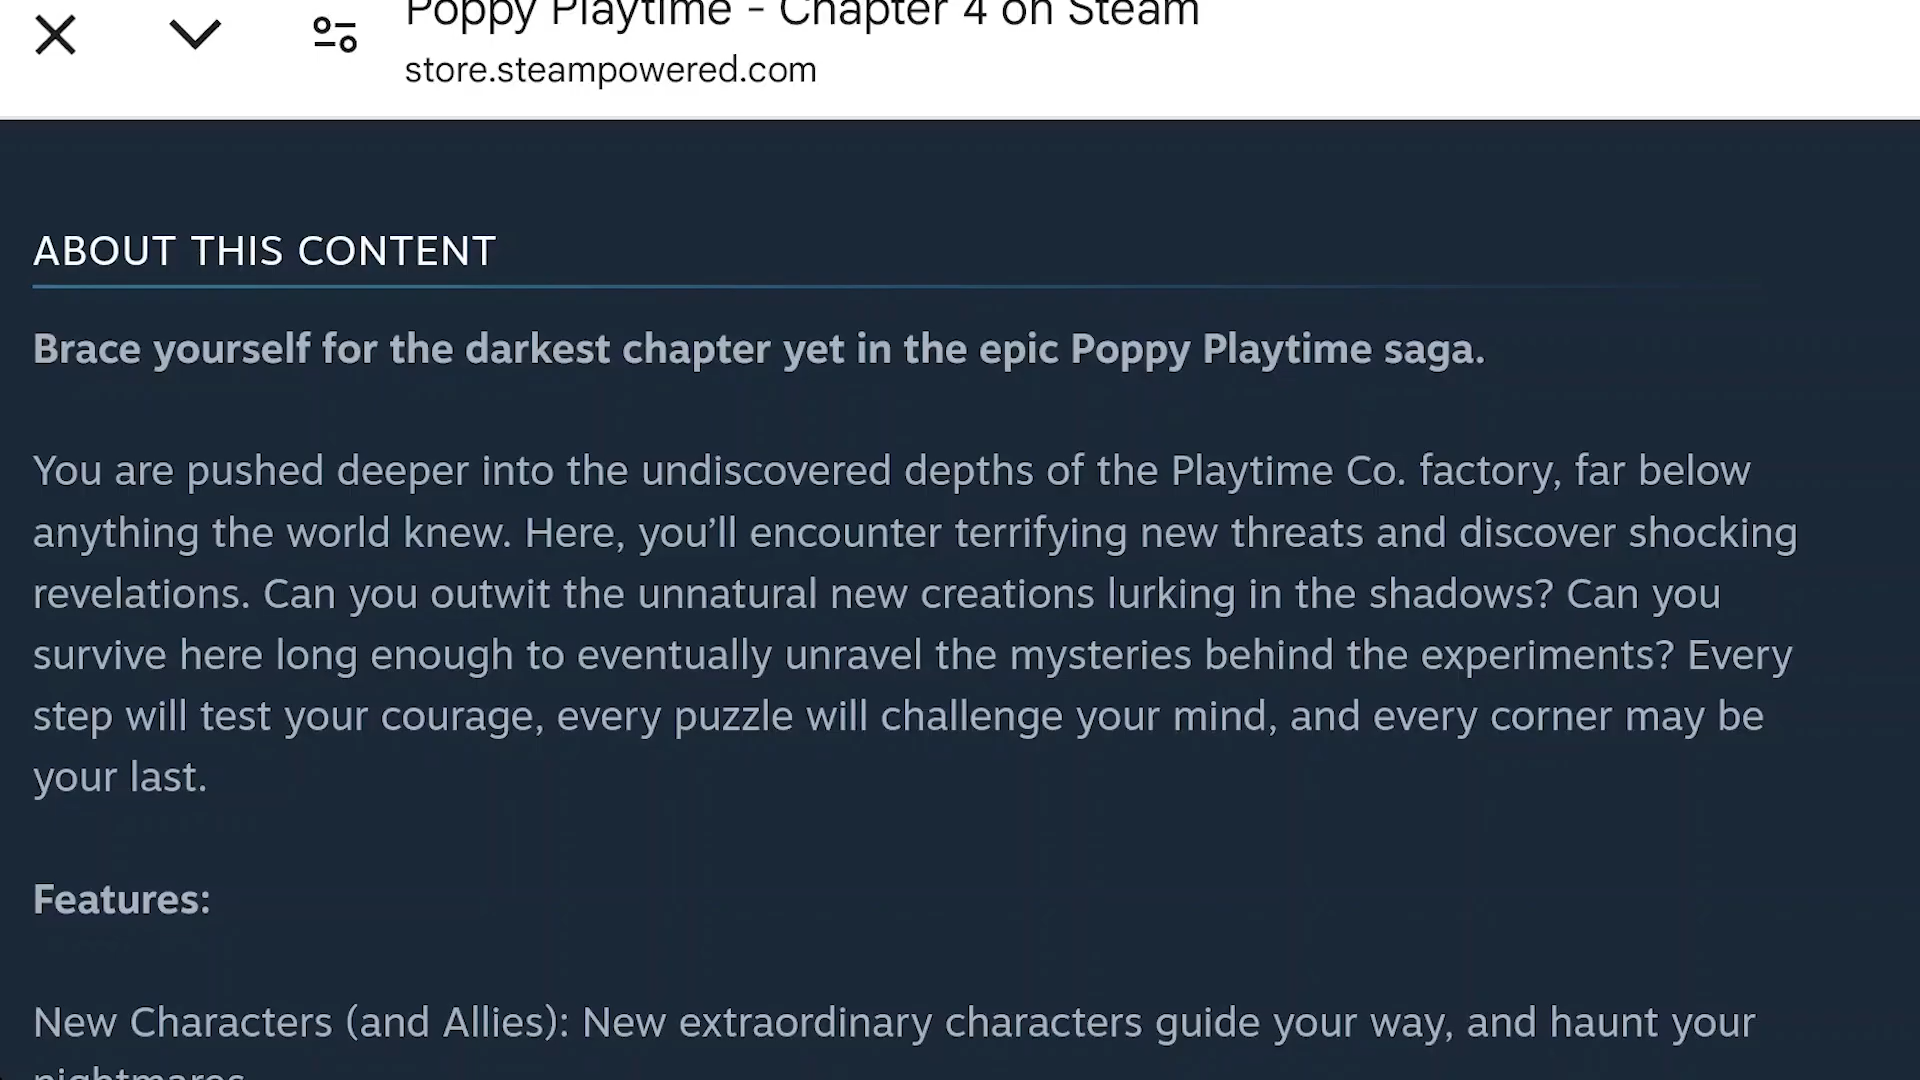 Poppy Playtime - Chapter 4 on Steam
store.steampowered.com
ABOUT THIS CONTENT
Brace yourself for the darkest chapter yet in the epic Poppy Playtime saga.
You are pushed deeper into the undiscovered depths of the Playtime Co. factory, far below
anything the world knew. Here, you’ll encounter terrifying new threats and discover shocking
revelations. Can you outwit the unnatural new creations lurking in the shadows? Can you
survive here long enough to eventually unravel the mysteries behind the experiments? Every
step will test your courage, every puzzle will challenge your mind, and every corner may be
your last.
Features:
New Characters (and Allies): New extraordinary characters guide your way, and haunt your
nightmares.